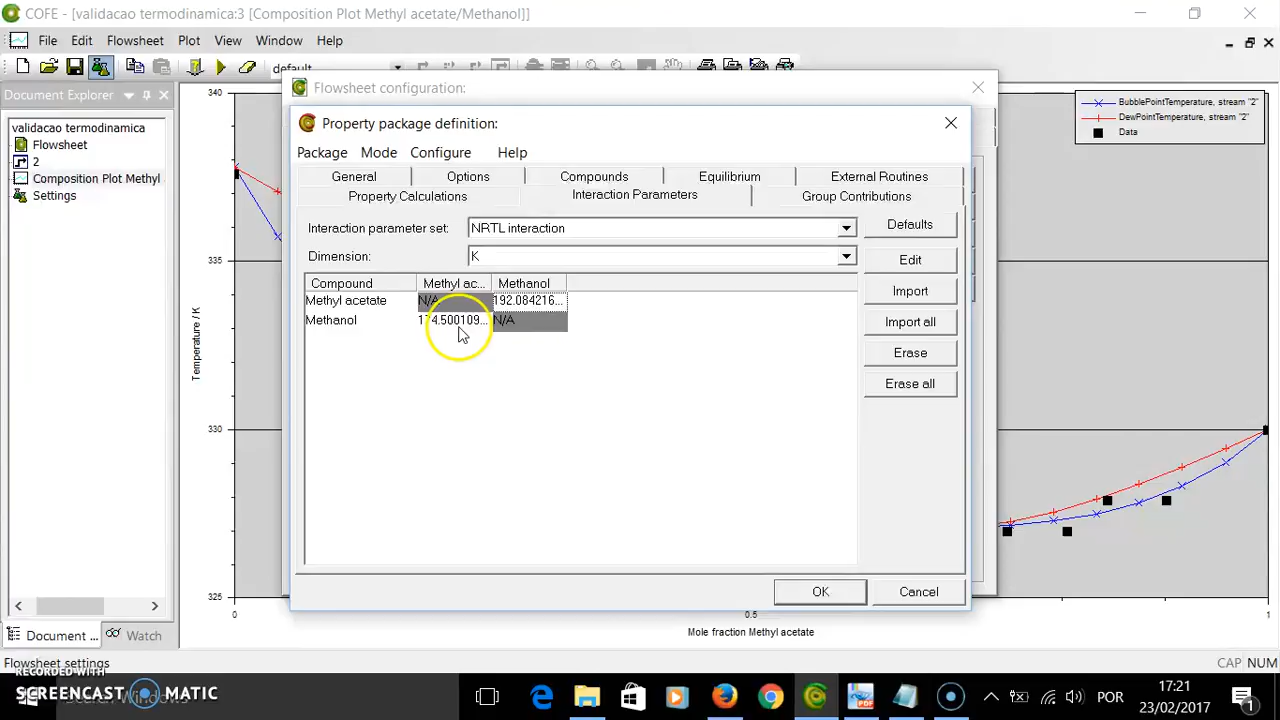 COFE - [validacao termodinamica:3 [Composition Plot Methyl acetate/Methanol]]
File Edit Flowsheet Plot View Window Help
default
Document Explorer
validacao termodinamica
Flowsheet
2
Composition Plot Methyl
Settings
Document ... Watch
Flowsheet settings
CAP NUM
340
335
330
325
Temperature / K
0 0.5 1
Mole fraction Methyl acetate
BubblePointTemperature, stream "2"
DewPointTemperature, stream "2"
Data
Flowsheet configuration:
Property package definition:
Package Mode Configure Help
General Options Compounds Equilibrium External Routines
Property Calculations Interaction Parameters Group Contributions
Interaction parameter set: NRTL interaction Defaults
Dimension: K Edit
Compound Methyl ac... Methanol
Methyl acetate N/A 192.084216...
Methanol 174.500109... N/A
Import
Import all
Erase
Erase all
OK Cancel
RECORDED WITH
SCREENCAST MATIC
POR
17:21
23/02/2017
1